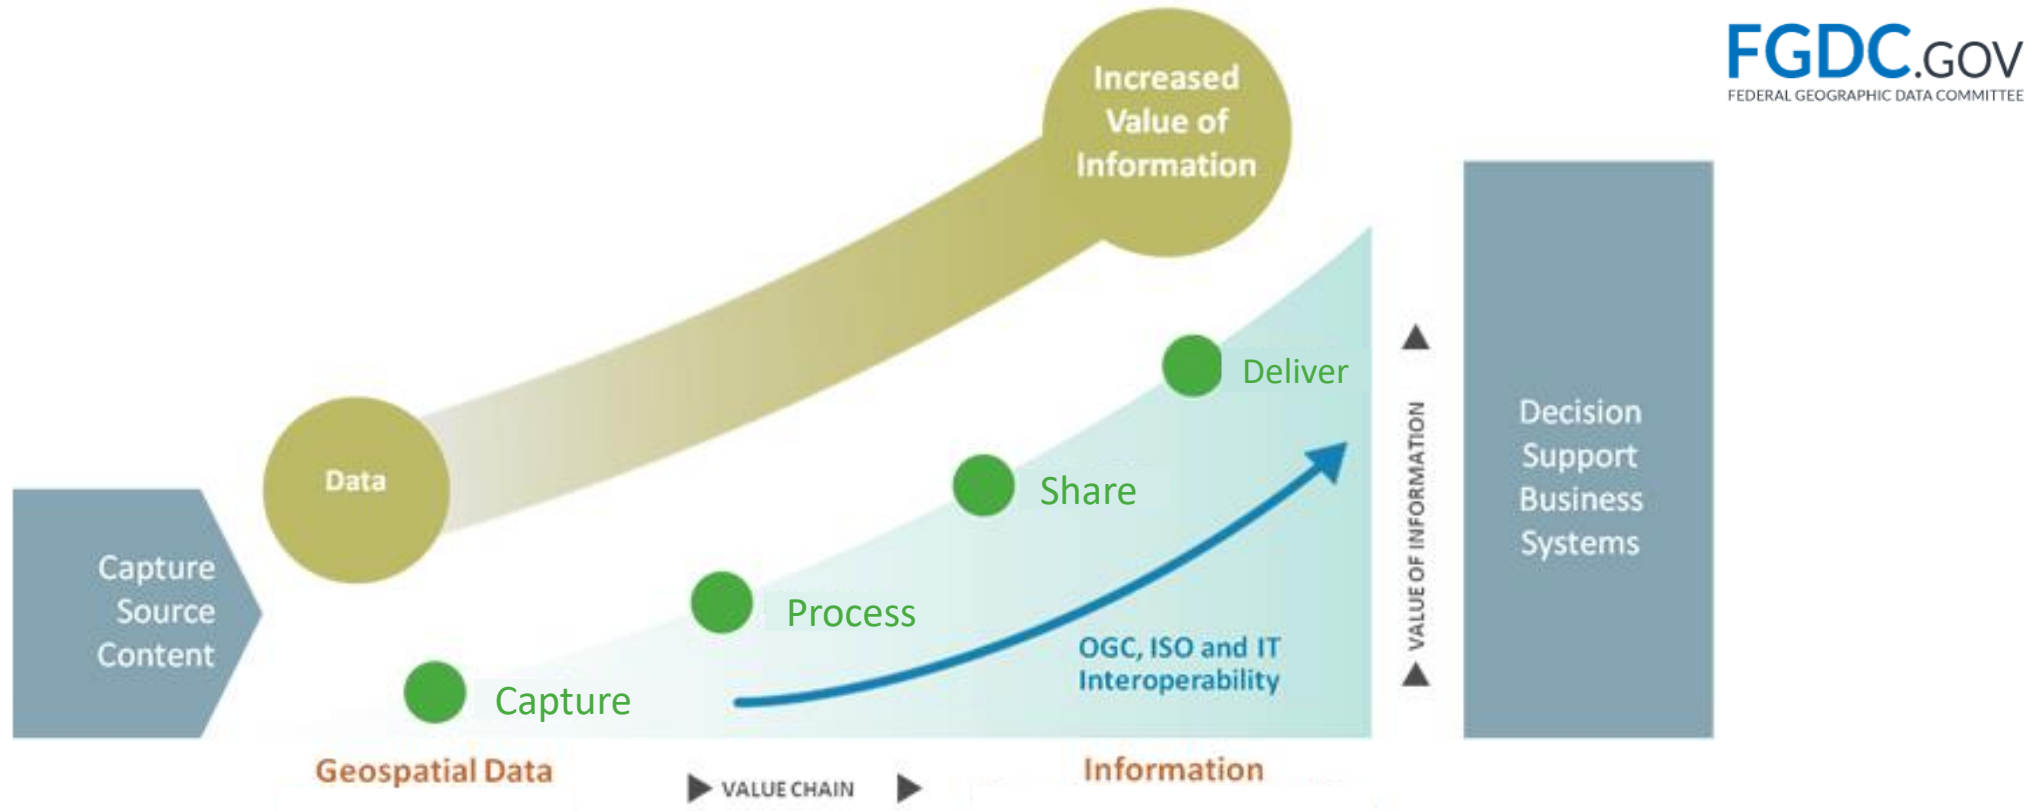 FGDC.GOV
FEDERAL GEOGRAPHIC DATA COMMITTEE
Increased
Value of
Information
Data
Capture
Source
Content
Capture
Process
Share
Deliver
OGC, ISO and IT
Interoperability
VALUE OF INFORMATION
Decision
Support
Business
Systems
Geospatial Data
VALUE CHAIN
Information